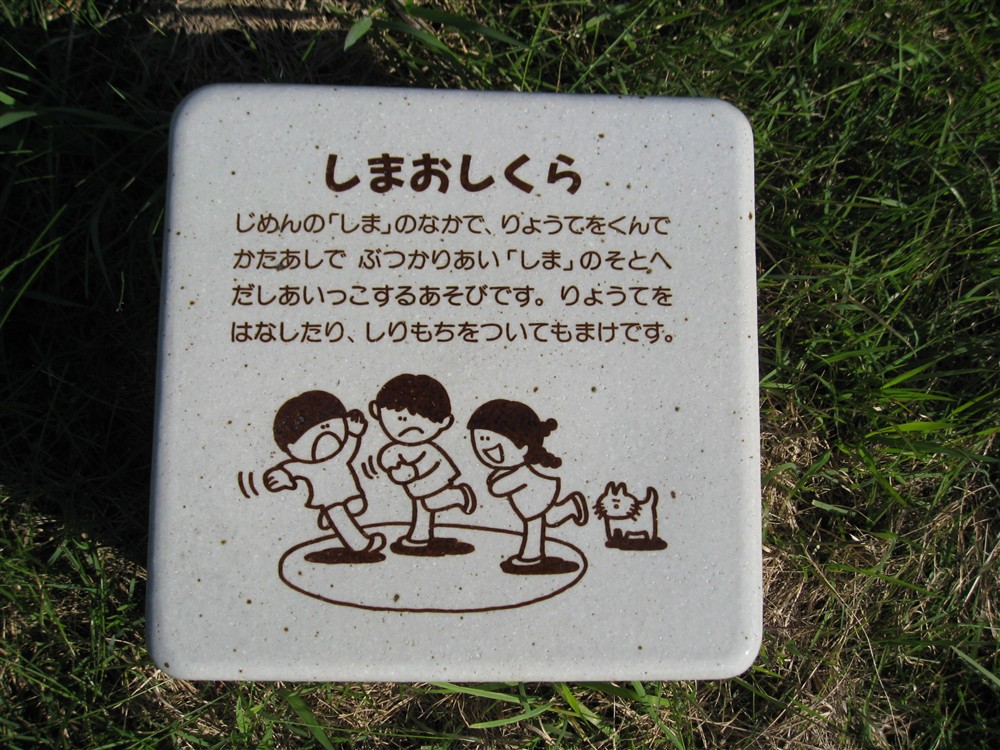 しまおしくら
じめんの「しま」のなかで、りょうてをくんで
かたあしで ぶつかりあい「しま」のそとへ
だしあいっこするあそびです。りょうてを
はなしたり、しりもちをついてもまけです。